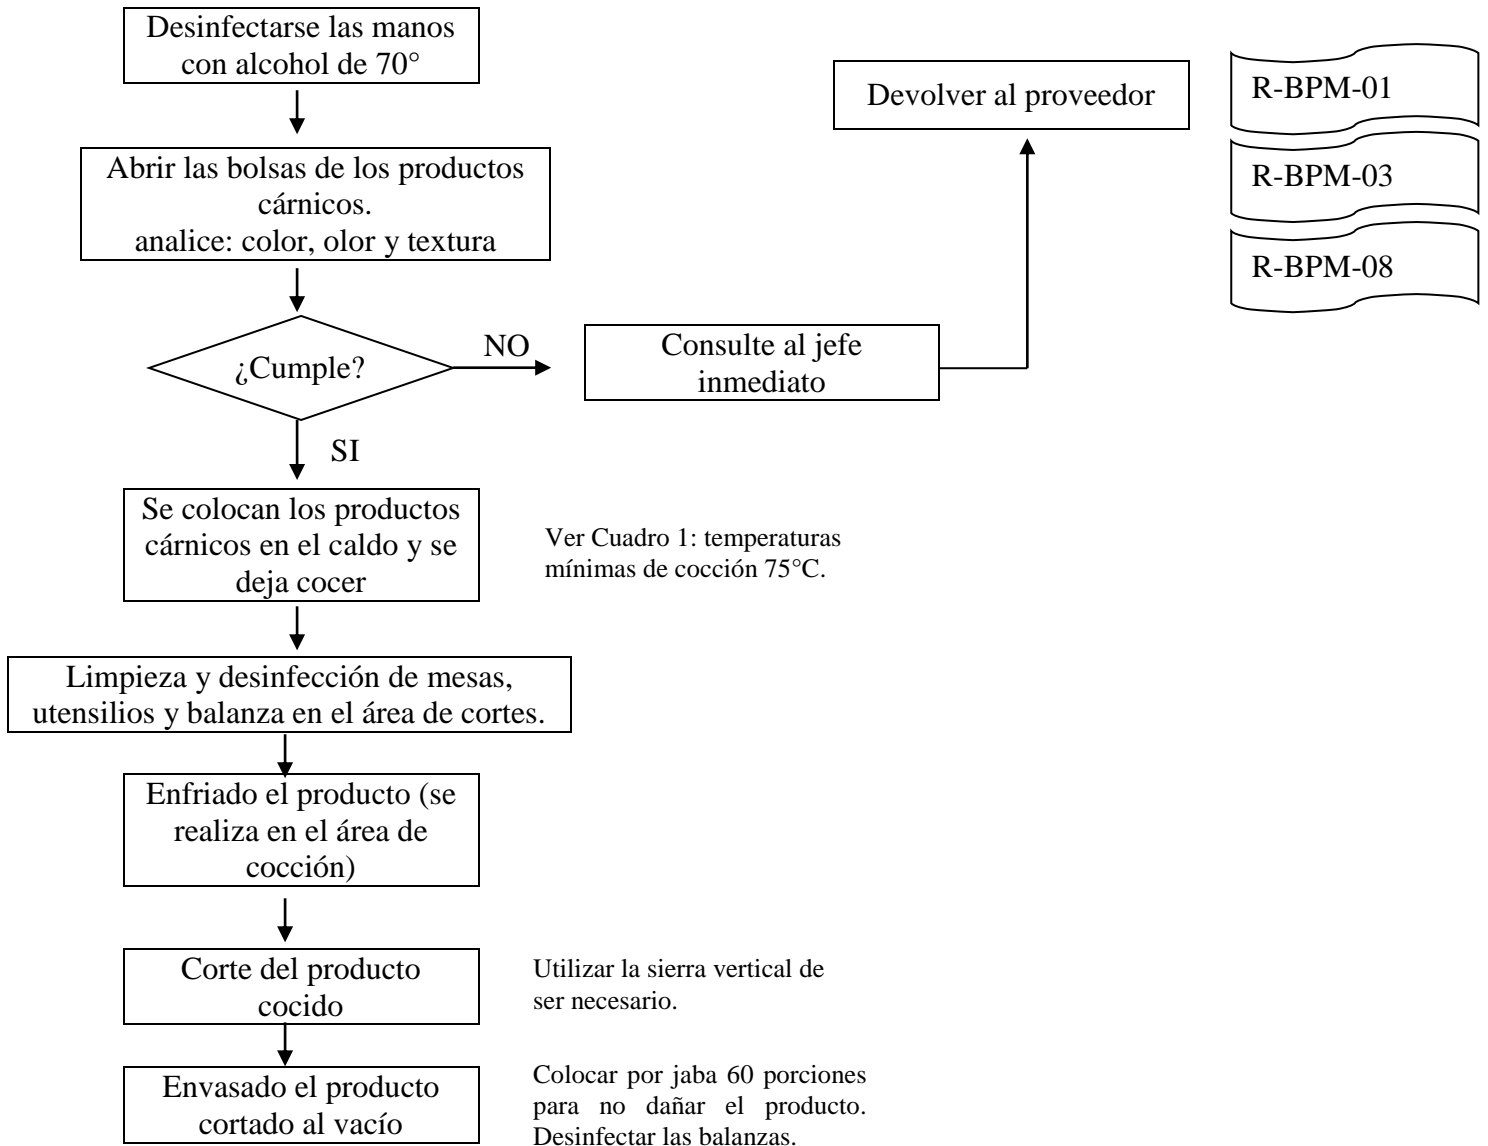 Desinfectarse las manos
con alcohol de 70°
Devolver al proveedor
R-BPM-01
Abrir las bolsas de los productos
cárnicos.
analice: color, olor y textura
R-BPM-03
R-BPM-08
¿Cumple?
NO
Consulte al jefe
inmediato
SI
Se colocan los productos
cárnicos en el caldo y se
deja cocer
Ver Cuadro 1: temperaturas
mínimas de cocción 75°C.
Limpieza y desinfección de mesas,
utensilios y balanza en el área de cortes.
Enfriado el producto (se
realiza en el área de
cocción)
Corte del producto
cocido
Utilizar la sierra vertical de
ser necesario.
Envasado el producto
cortado al vacío
Colocar por jaba 60 porciones
para no dañar el producto.
Desinfectar las balanzas.